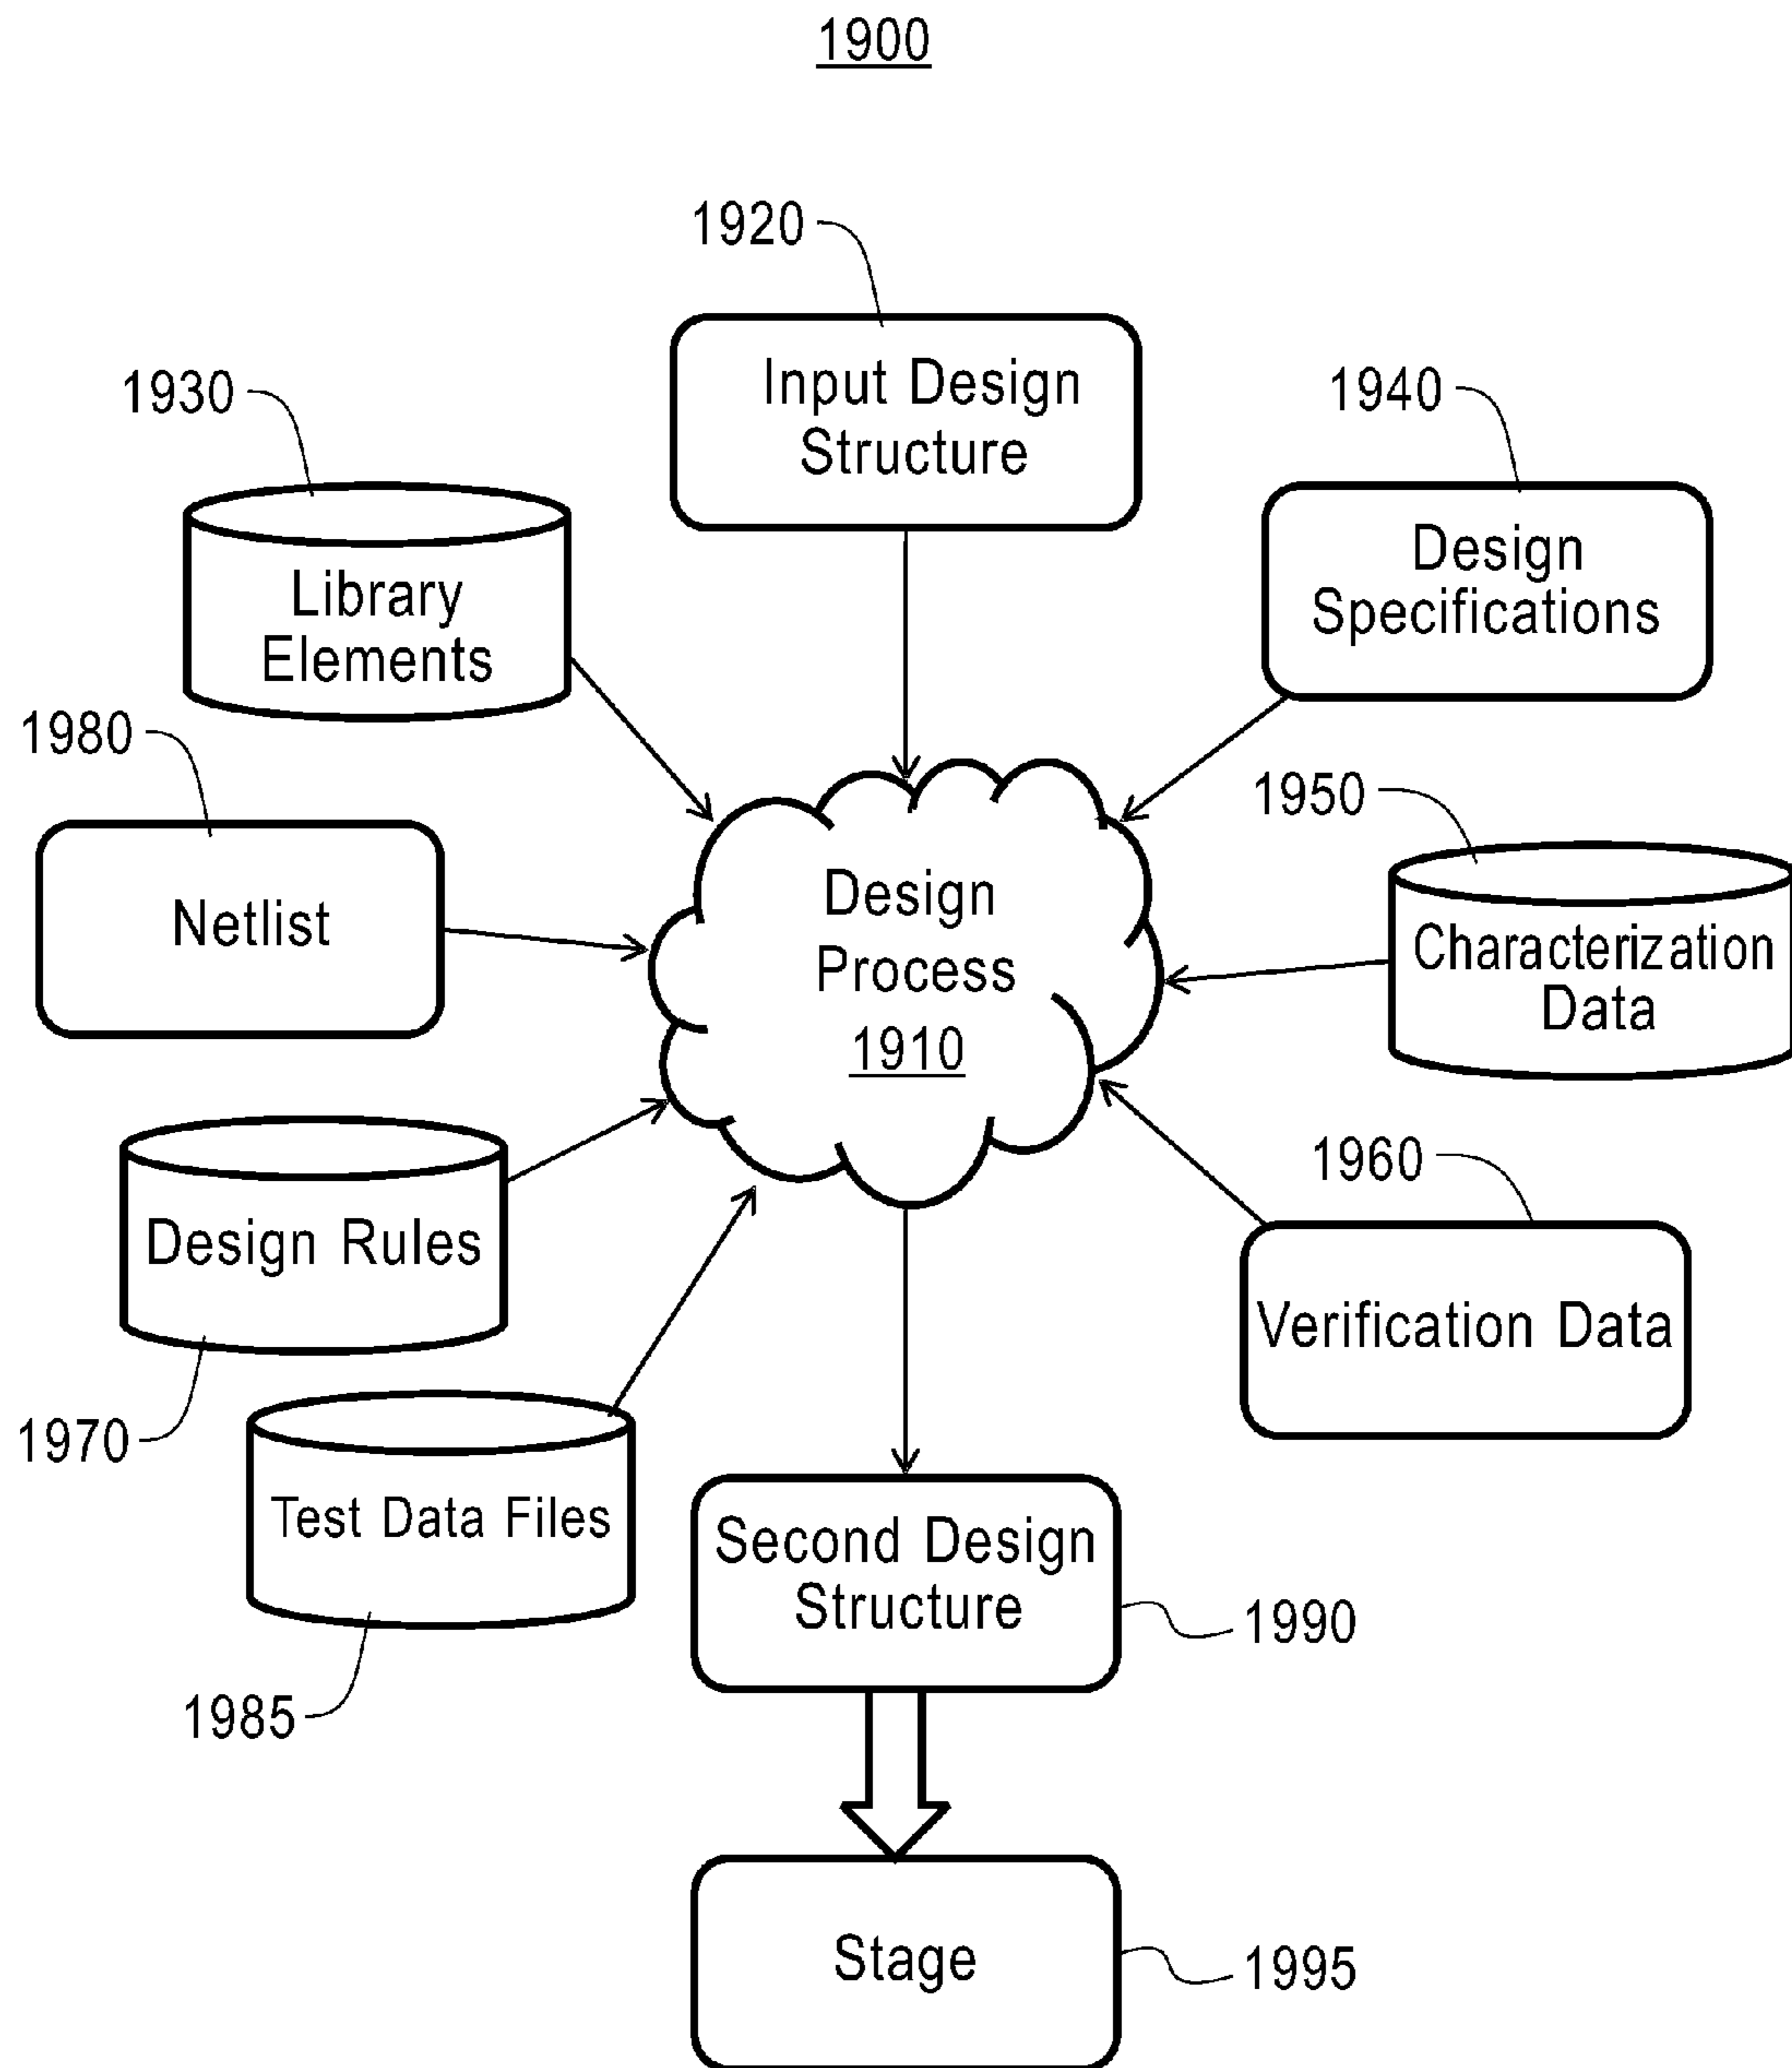 1900
1920
Input Design
Structure
1930
1940
Library
Elements
Design
Specifications
1980
1950
Netlist
Design
Process
1910
Characterization
Data
1960
Design Rules
Verification Data
1970
Test Data Files
Second Design
Structure
1990
1985
Stage
1995